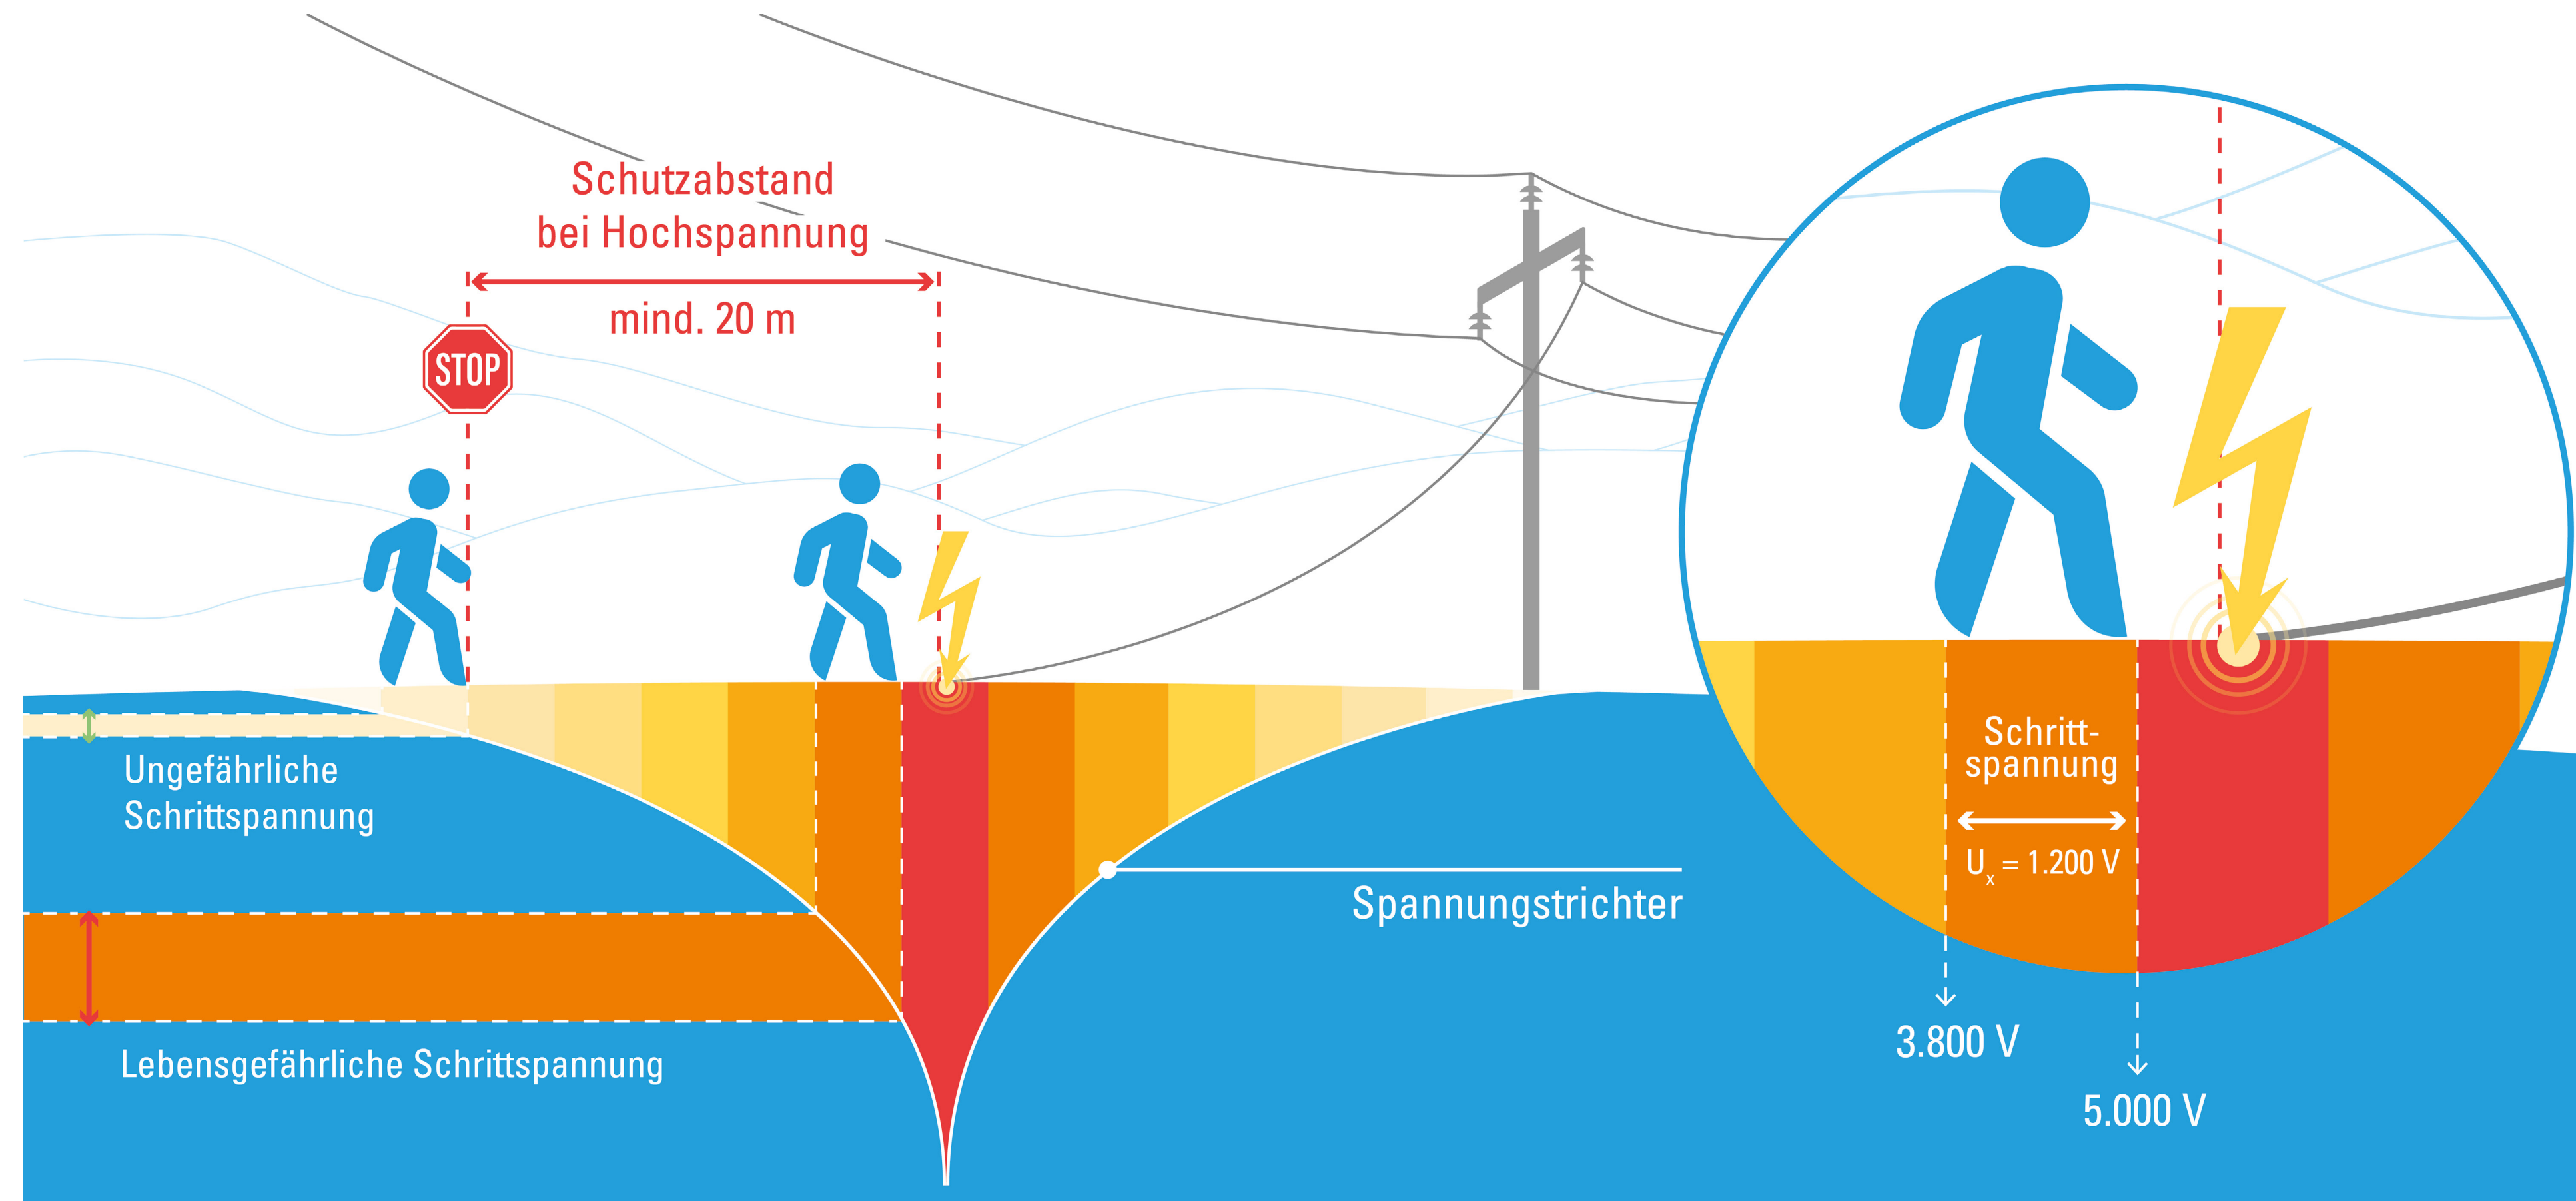 Schutzabstand
bei Hochspannung
mind. 20 m
STOP
Ungefährliche
Schrittspannung
Lebensgefährliche Schrittspannung
Spannungstrichter
Schritt-
spannung
Ux = 1.200 V
3.800 V
5.000 V